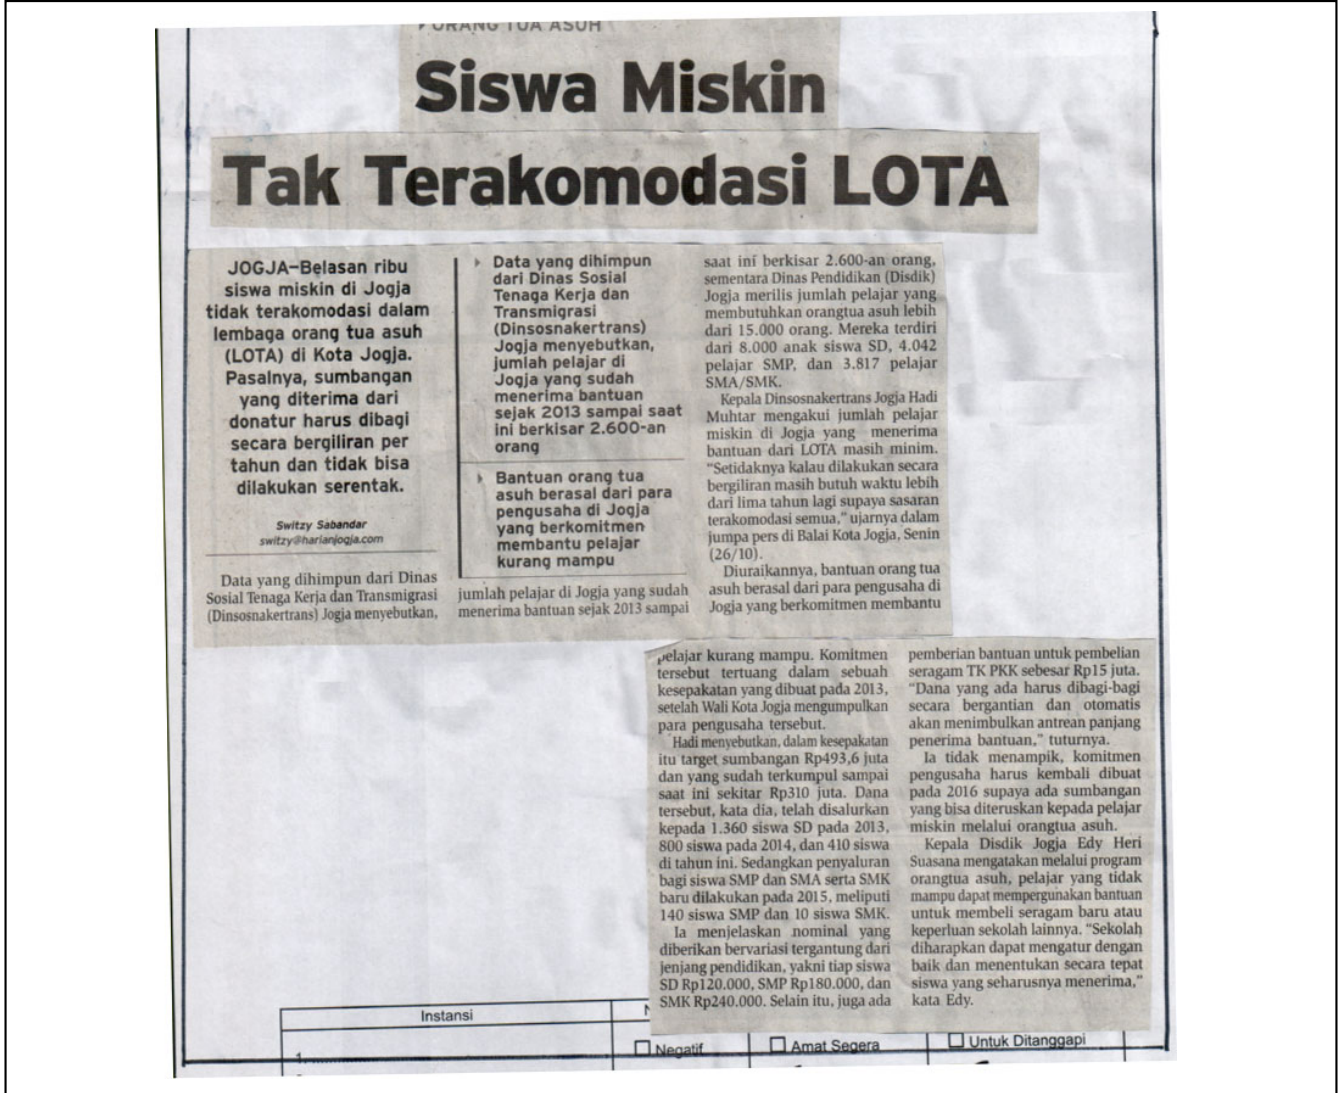 ORANG TUA ASUH
Siswa Miskin
Tak Terakomodasi LOTA
JOGJA—Belasan ribu
siswa miskin di Jogja
tidak terakomodasi dalam
lembaga orang tua asuh
(LOTA) di Kota Jogja.
Pasalnya, sumbangan
yang diterima dari
donatur harus dibagi
secara bergiliran per
tahun dan tidak bisa
dilakukan serentak.
Switzy Sabandar
switzy@harianjogja.com
Data yang dihimpun dari Dinas
Sosial Tenaga Kerja dan Transmigrasi
(Dinsosnakertrans) Jogja menyebutkan,
Data yang dihimpun
dari Dinas Sosial
Tenaga Kerja dan
Transmigrasi
(Dinsosnakertrans)
Jogja menyebutkan,
jumlah pelajar di
Jogja yang sudah
menerima bantuan
sejak 2013 sampai saat
ini berkisar 2.600-an
orang
Bantuan orang tua
asuh berasal dari para
pengusaha di Jogja
yang berkomitmen
membantu pelajar
kurang mampu
jumlah pelajar di Jogja yang sudah
menerima bantuan sejak 2013 sampai
saat ini berkisar 2.600-an orang,
sementara Dinas Pendidikan (Disdik)
Jogja merilis jumlah pelajar yang
membutuhkan orangtua asuh lebih
dari 15.000 orang. Mereka terdiri
dari 8.000 anak siswa SD, 4.042
pelajar SMP, dan 3.817 pelajar
SMA/SMK.
Kepala Dinsosnakertrans Jogja Hadi
Muhtar mengakui jumlah pelajar
miskin di Jogja yang menerima
bantuan dari LOTA masih minim.
“Setidaknya kalau dilakukan secara
bergiliran masih butuh waktu lebih
dari lima tahun lagi supaya sasaran
terakomodasi semua,” ujarnya dalam
jumpa pers di Balai Kota Jogja, Senin
(26/10).
Diuraikannya, bantuan orang tua
asuh berasal dari para pengusaha di
Jogja yang berkomitmen membantu
pelajar kurang mampu. Komitmen
tersebut tertuang dalam sebuah
kesepakatan yang dibuat pada 2013,
setelah Wali Kota Jogja mengumpulkan
para pengusaha tersebut.
Hadi menyebutkan, dalam kesepakatan
itu target sumbangan Rp493,6 juta
dan yang sudah terkumpul sampai
saat ini sekitar Rp310 juta. Dana
tersebut, kata dia, telah disalurkan
kepada 1.360 siswa SD pada 2013,
800 siswa pada 2014, dan 410 siswa
di tahun ini. Sedangkan penyaluran
bagi siswa SMP dan SMA serta SMK
baru dilakukan pada 2015, meliputi
140 siswa SMP dan 10 siswa SMK.
Ia menjelaskan nominal yang
diberikan bervariasi tergantung dari
jenjang pendidikan, yakni tiap siswa
SD Rp120.000, SMP Rp180.000, dan
SMK Rp240.000. Selain itu, juga ada
pemberian bantuan untuk pembelian
seragam TK PKK sebesar Rp15 juta.
“Dana yang ada harus dibagi-bagi
secara bergantian dan otomatis
akan menimbulkan antrean panjang
penerima bantuan,” tuturnya.
Ia tidak menampik, komitmen
pengusaha harus kembali dibuat
pada 2016 supaya ada sumbangan
yang bisa diteruskan kepada pelajar
miskin melalui orangtua asuh.
Kepala Disdik Jogja Edy Heri
Suasana mengatakan melalui program
orangtua asuh, pelajar yang tidak
mampu dapat mempergunakan bantuan
untuk membeli seragam baru atau
keperluan sekolah lainnya. “Sekolah
diharapkan dapat mengatur dengan
baik dan menentukan secara tepat
siswa yang seharusnya menerima,”
kata Edy.
Instansi
1. Negatif Amat Segera Untuk Ditanggapi